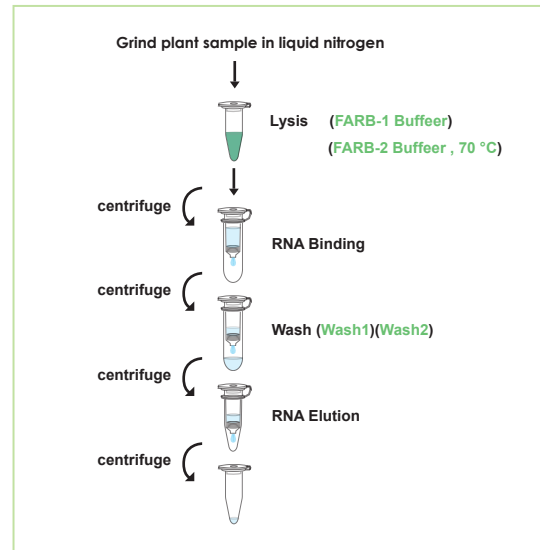 Grind plant sample in liquid nitrogen
Lysis (FARB-1 Buffeer)
(FARB-2 Buffeer , 70 °C)
centrifuge
RNA Binding
centrifuge
Wash (Wash1)(Wash2)
centrifuge
RNA Elution
centrifuge